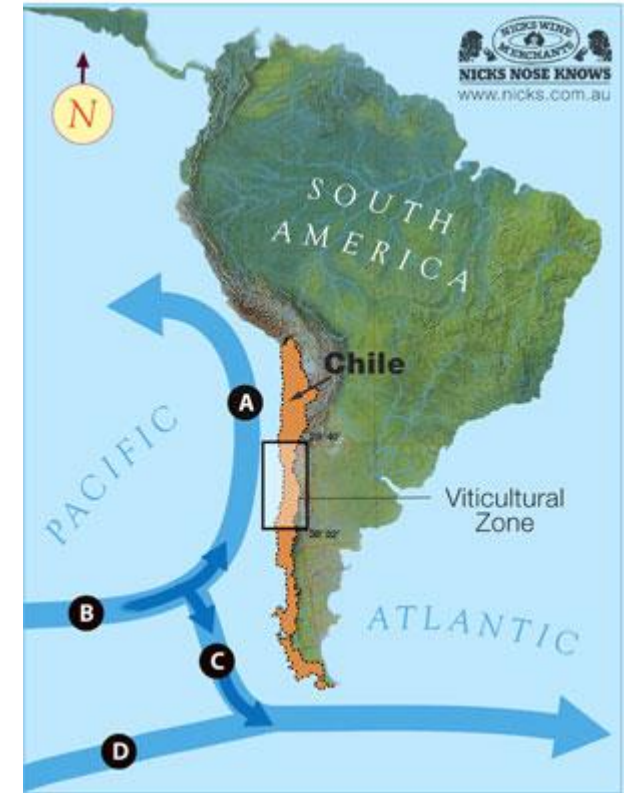 NICKS WINE
MERCHANTS
NICKS NOSE KNOWS
www.nicks.com.au
N
SOUTH
AMERICA
Chile
A
PACIFIC
Viticultural
Zone
B
ATLANTIC
C
D